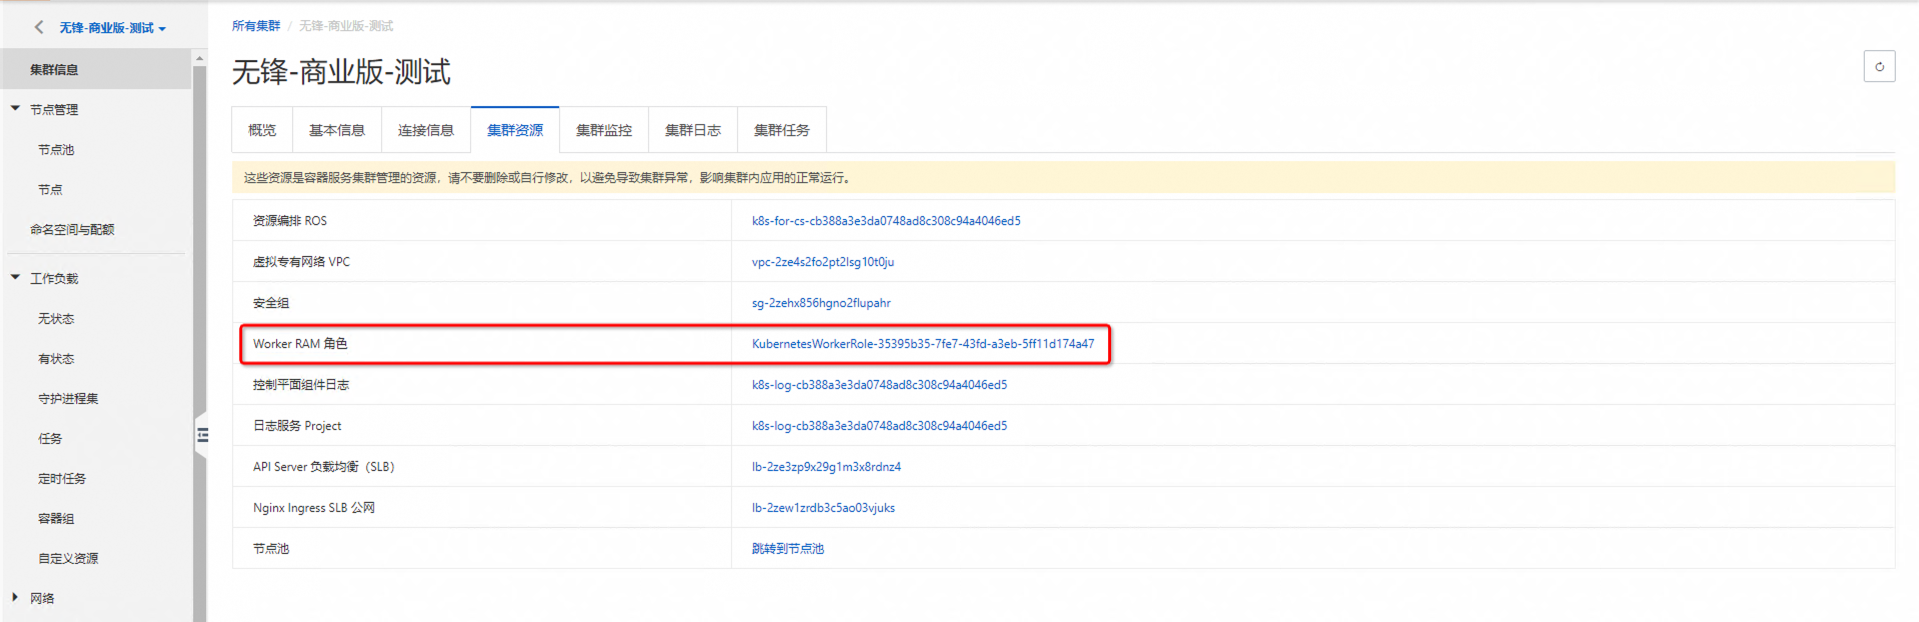 无锋-商业版-测试
集群信息
节点管理
节点池
节点
命名空间与配额
工作负载
无状态
有状态
守护进程集
任务
定时任务
容器组
自定义资源
网络
所有集群 / 无锋-商业版-测试
无锋-商业版-测试
概览 基本信息 连接信息 集群资源 集群监控 集群日志 集群任务
这些资源是容器服务集群管理的资源，请不要删除或自行修改，以避免导致集群异常，影响集群内应用的正常运行。
资源编排 ROS k8s-for-cs-cb388a3e3da0748ad8c308c94a4046ed5
虚拟专有网络 VPC vpc-2ze4s2fo2pt2lsg10t0ju
安全组 sg-2zehx856hgno2flupahr
Worker RAM 角色 KubernetesWorkerRole-35395b35-7fe7-43fd-a3eb-5ff11d174a47
控制平面组件日志 k8s-log-cb388a3e3da0748ad8c308c94a4046ed5
日志服务 Project k8s-log-cb388a3e3da0748ad8c308c94a4046ed5
API Server 负载均衡（SLB） lb-2ze3zp9x29g1m3x8rdnz4
Nginx Ingress SLB 公网 lb-2zew1zrdb3c5ao03vjuks
节点池 跳转到节点池